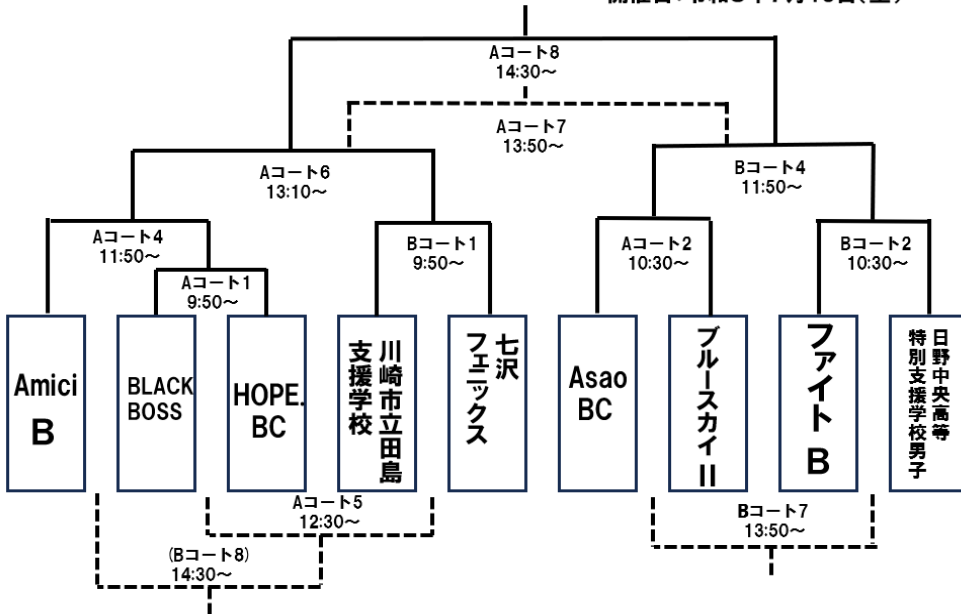 Aコート8
14:30～
Aコート7
13:50～
Aコート6
13:10～
Bコート4
11:50～
Aコート4
11:50～
Bコート1
9:50～
Aコート2
10:30～
Bコート2
10:30～
Aコート1
9:50～
Amici
B
BLACK
BOSS
HOPE.
BC
川崎市立田島
支援学校
七沢
フェニックス
Asao
BC
ブルースカイⅡ
ファイト
B
日野中央高等
特別支援学校男子
Aコート5
12:30～
Bコート7
13:50～
(Bコート8)
14:30～